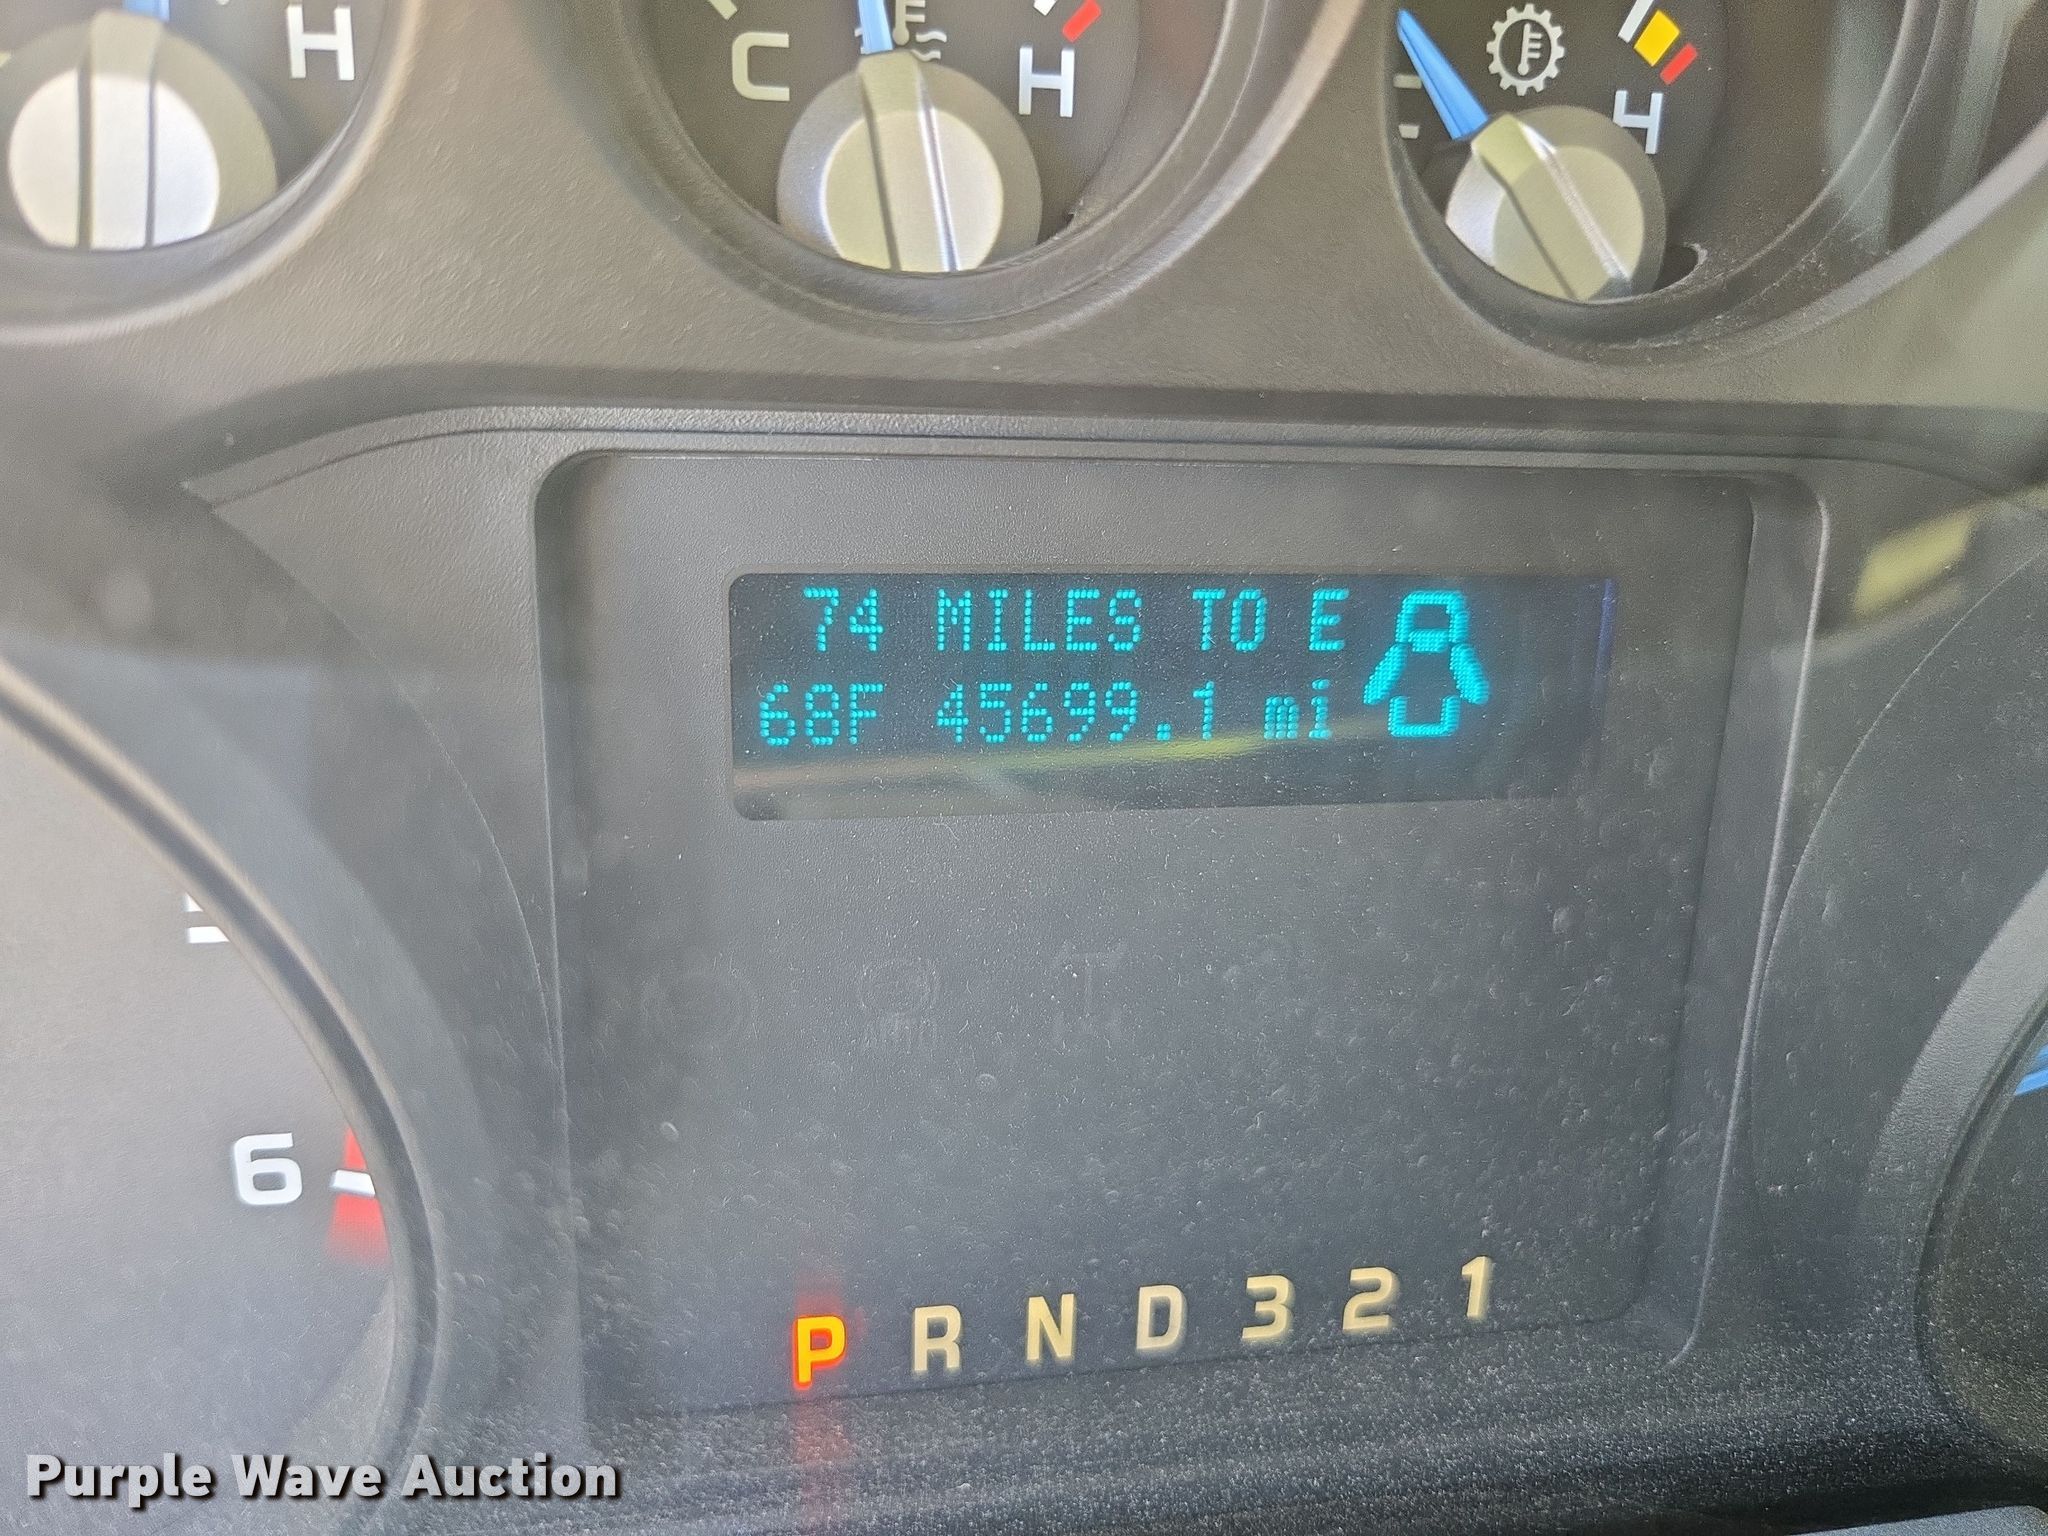 H
C
H
H
74 MILES TO E
68F 45699.1 mi
6
P R N D 3 2 1
Purple Wave Auction